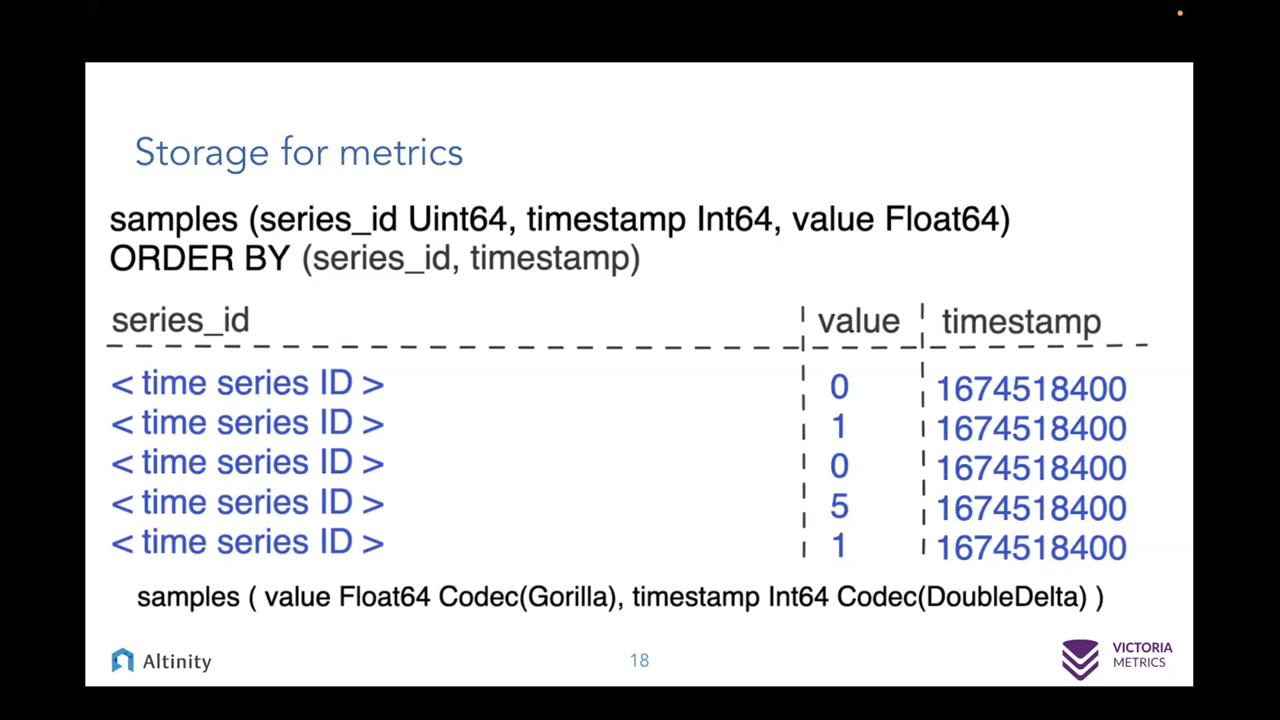 Storage for metrics
samples (series_id Uint64, timestamp Int64, value Float64)
ORDER BY (series_id, timestamp)
series_id value timestamp
< time series ID > 0 1674518400
< time series ID > 1 1674518400
< time series ID > 0 1674518400
< time series ID > 5 1674518400
< time series ID > 1 1674518400
samples ( value Float64 Codec(Gorilla), timestamp Int64 Codec(DoubleDelta) )
Altinity
18
VICTORIA
METRICS